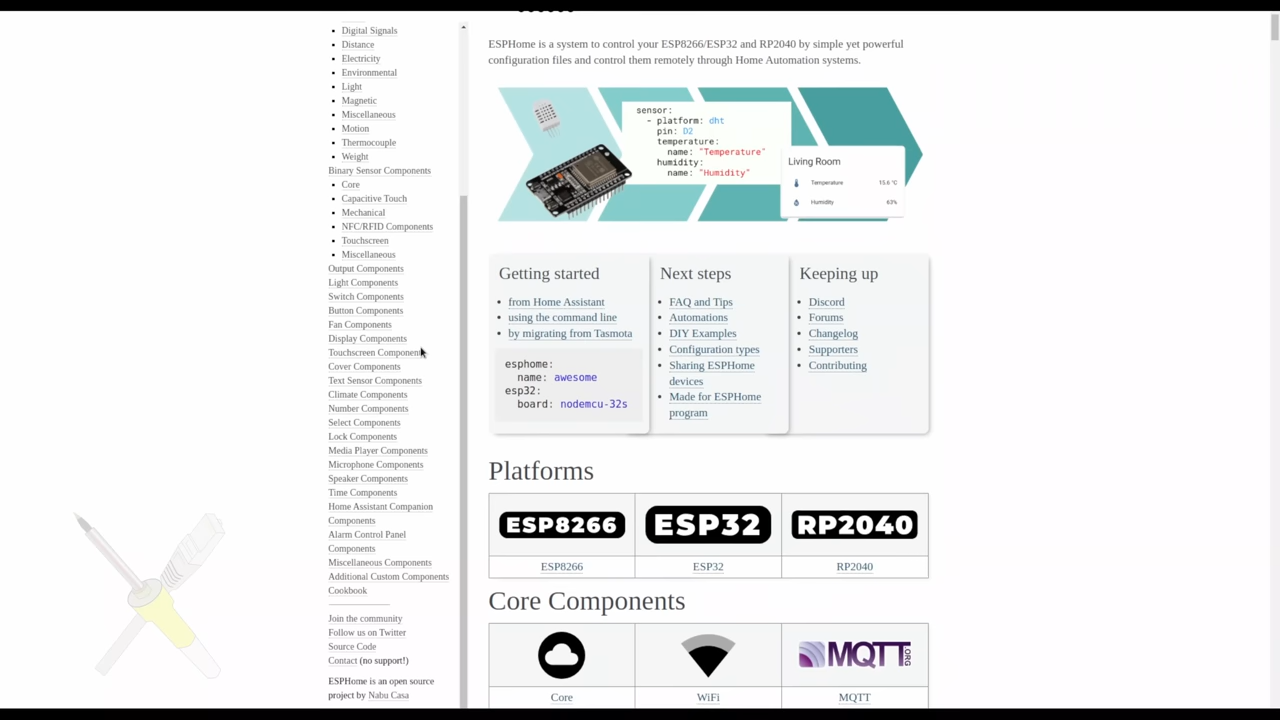 Digital Signals
Distance
Electricity
Environmental
Light
Magnetic
Miscellaneous
Motion
Thermocouple
Weight
Binary Sensor Components
Core
Capacitive Touch
Mechanical
NFC/RFID Components
Touchscreen
Miscellaneous
Output Components
Light Components
Switch Components
Button Components
Fan Components
Display Components
Touchscreen Components
Cover Components
Text Sensor Components
Climate Components
Number Components
Select Components
Lock Components
Media Player Components
Microphone Components
Speaker Components
Time Components
Home Assistant Companion
Components
Alarm Control Panel
Components
Miscellaneous Components
Additional Custom Components
Cookbook
Join the community
Follow us on Twitter
Source Code
Contact (no support!)
ESPHome is an open source
project by Nabu Casa
ESPHome is a system to control your ESP8266/ESP32 and RP2040 by simple yet powerful
configuration files and control them remotely through Home Automation systems.
sensor:
- platform: dht
pin: D2
temperature:
name: "Temperature"
humidity:
name: "Humidity"
Living Room
Temperature 15.6 °C
Humidity 63%
Getting started
from Home Assistant
using the command line
by migrating from Tasmota
esphome:
name: awesome
esp32:
board: nodemcu-32s
Next steps
FAQ and Tips
Automations
DIY Examples
Configuration types
Sharing ESPHome
devices
Made for ESPHome
program
Keeping up
Discord
Forums
Changelog
Supporters
Contributing
Platforms
ESP8266 ESP32 RP2040
ESP8266 ESP32 RP2040
Core Components
MQTT.ORG
Core WiFi MQTT